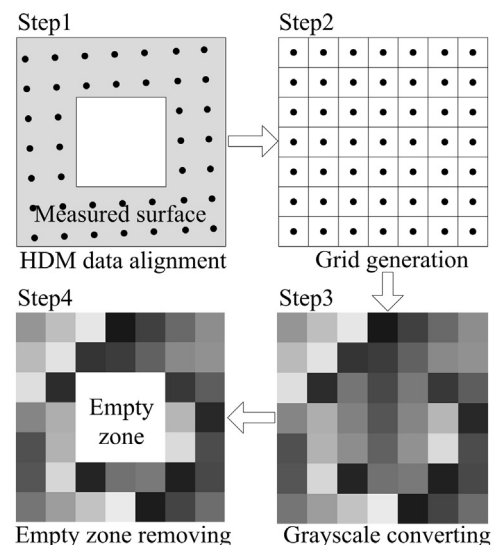 Step1
Step2
Measured surface
HDM data alignment
Grid generation
Step4
Step3
Empty
zone
Empty zone removing
Grayscale converting